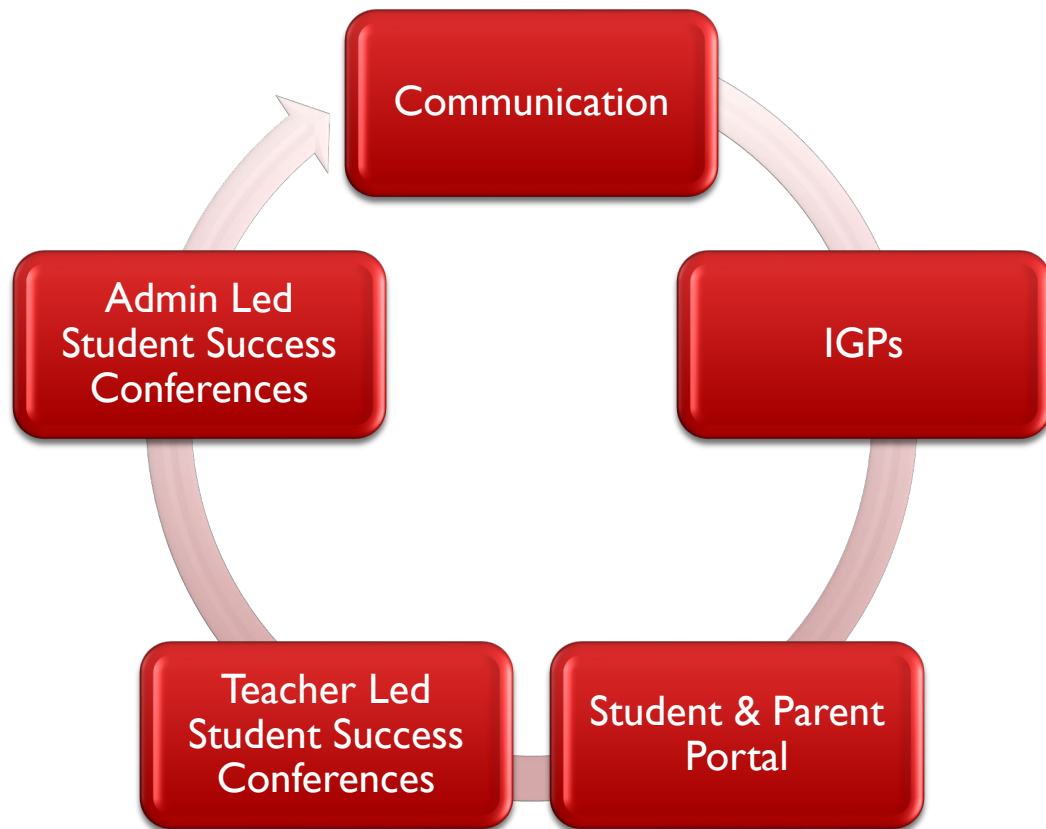 Communication
IGPs
Student & Parent
Portal
Teacher Led
Student Success
Conferences
Admin Led
Student Success
Conferences